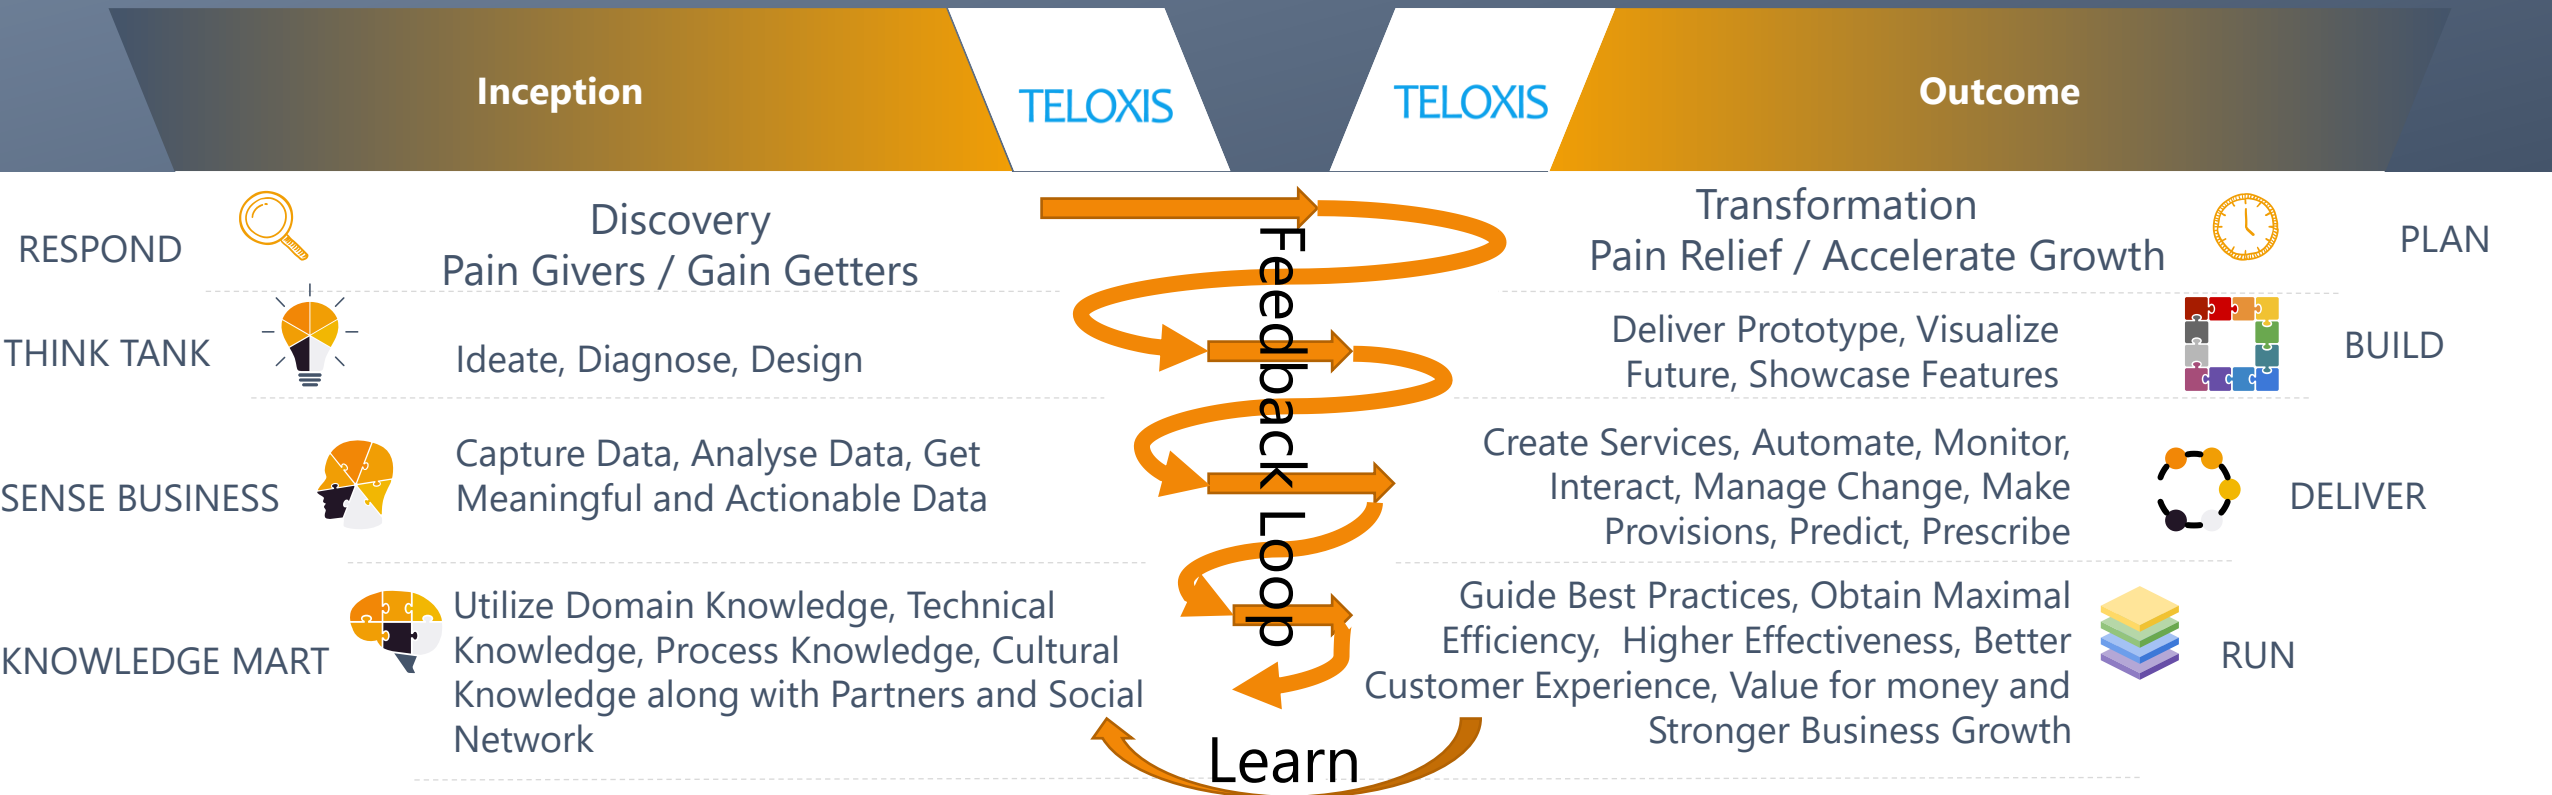 Inception
TELOXIS
TELOXIS
Outcome
RESPOND
Discovery
Pain Givers / Gain Getters
Transformation
Pain Relief / Accelerate Growth
PLAN
THINK TANK
Ideate, Diagnose, Design
Deliver Prototype, Visualize
Future, Showcase Features
BUILD
SENSE BUSINESS
Capture Data, Analyse Data, Get
Meaningful and Actionable Data
Create Services, Automate, Monitor,
Interact, Manage Change, Make
Provisions, Predict, Prescribe
DELIVER
KNOWLEDGE MART
Utilize Domain Knowledge, Technical
Knowledge, Process Knowledge, Cultural
Knowledge along with Partners and Social
Network
Guide Best Practices, Obtain Maximal
Efficiency,  Higher Effectiveness, Better
Customer Experience, Value for money and
Stronger Business Growth
RUN
Feedback Loop
Learn